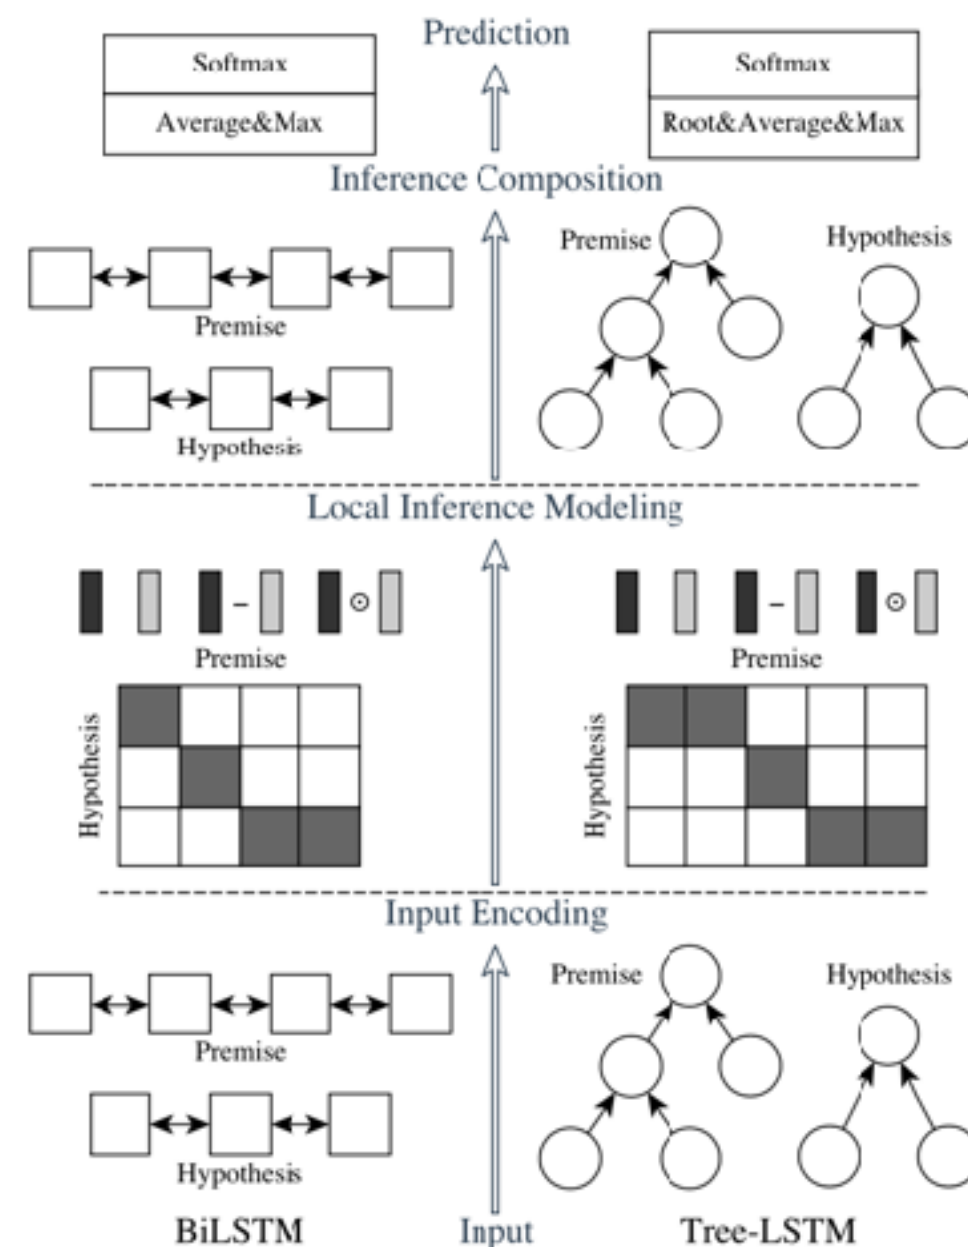 Prediction
Softmax
Average&Max
Softmax
Root&Average&Max
Inference Composition
Premise
Hypothesis
Premise
Hypothesis
Local Inference Modeling
− ⊙
− ⊙
Premise
Hypothesis
Premise
Hypothesis
Input Encoding
Premise
Hypothesis
Premise
Hypothesis
BiLSTM
Input
Tree-LSTM